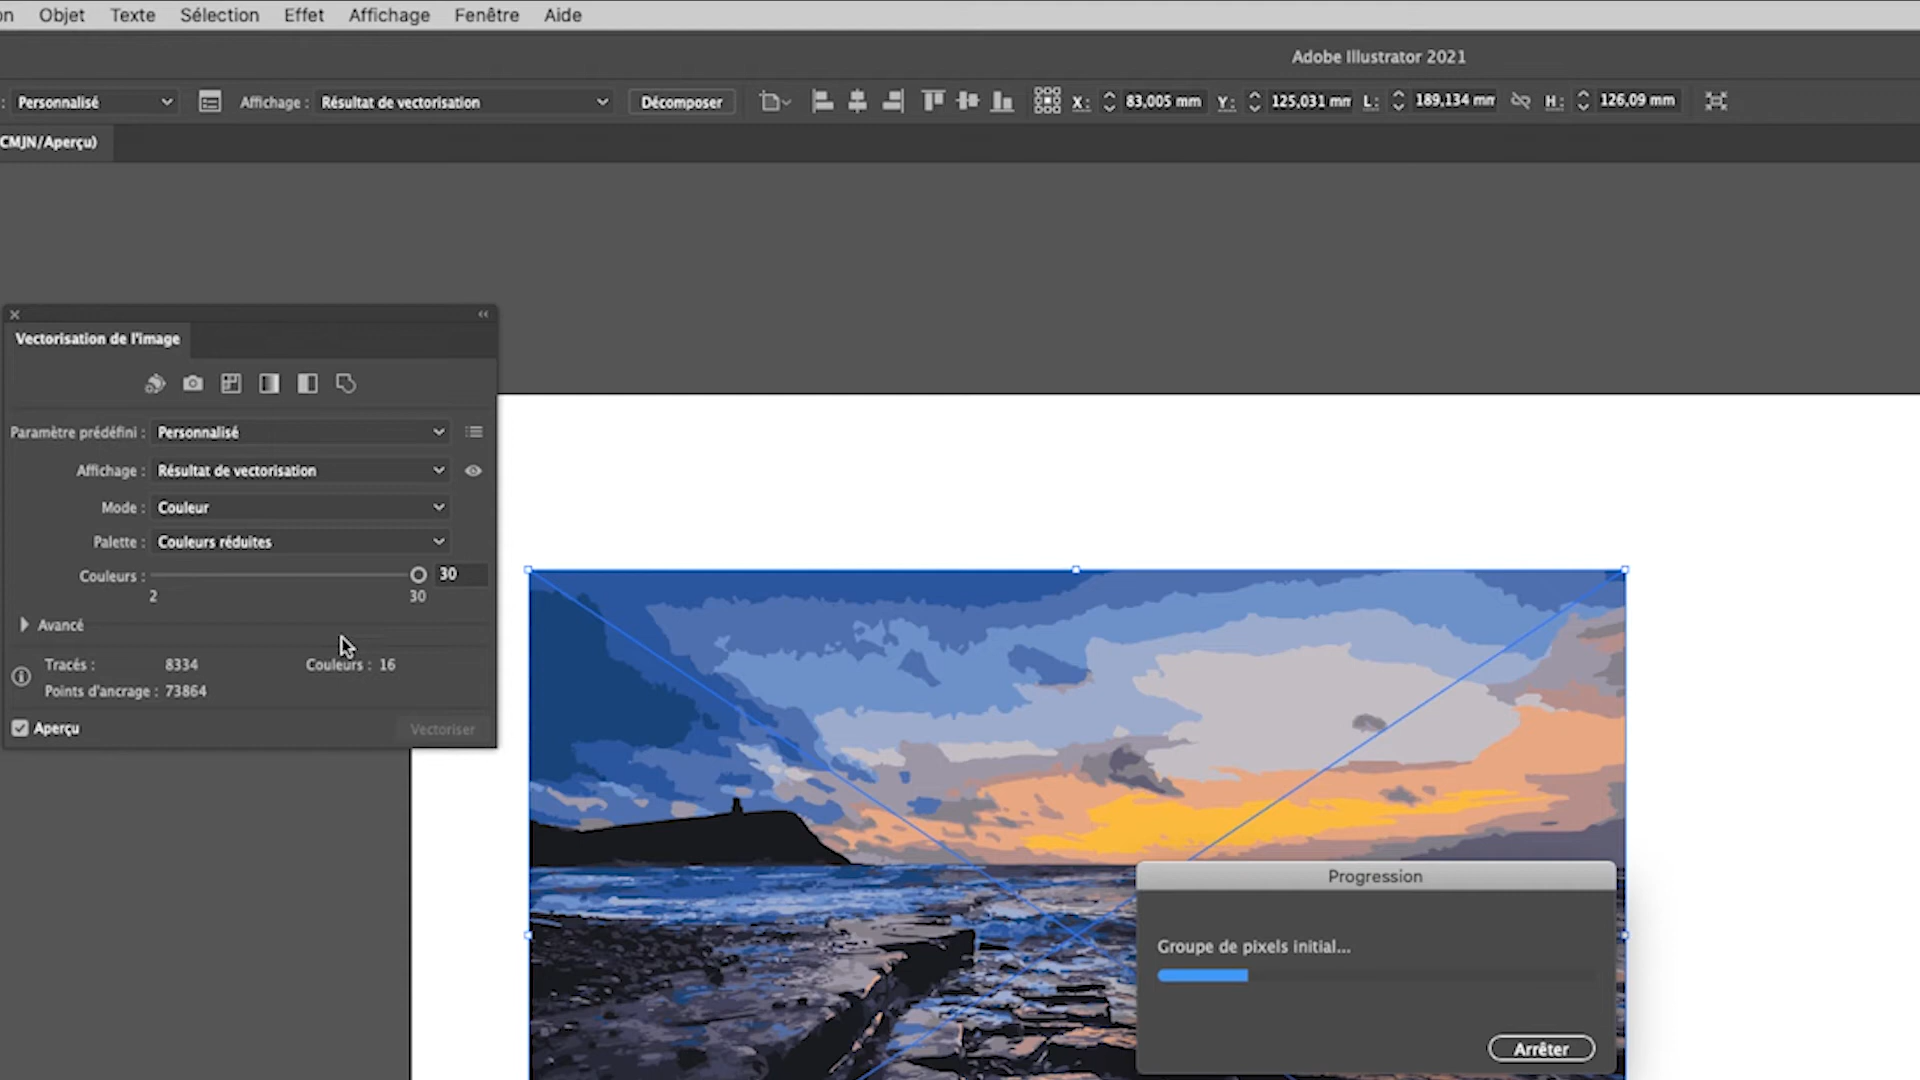 on Objet Texte Sélection Effet Affichage Fenêtre Aide
Adobe Illustrator 2021
: Personnalisé Affichage : Résultat de vectorisation Décomposer X: 83,005 mm Y: 125,031 mm L: 189,134 mm H: 126,09 mm
CMJN/Aperçu)
Vectorisation de l'image
Paramètre prédéfini : Personnalisé
Affichage : Résultat de vectorisation
Mode : Couleur
Palette : Couleurs réduites
Couleurs : 30
2 30
Avancé
Tracés : 8334 Couleurs : 16
Points d'ancrage : 73864
Aperçu Vectoriser
Progression
Groupe de pixels initial...
Arrêter